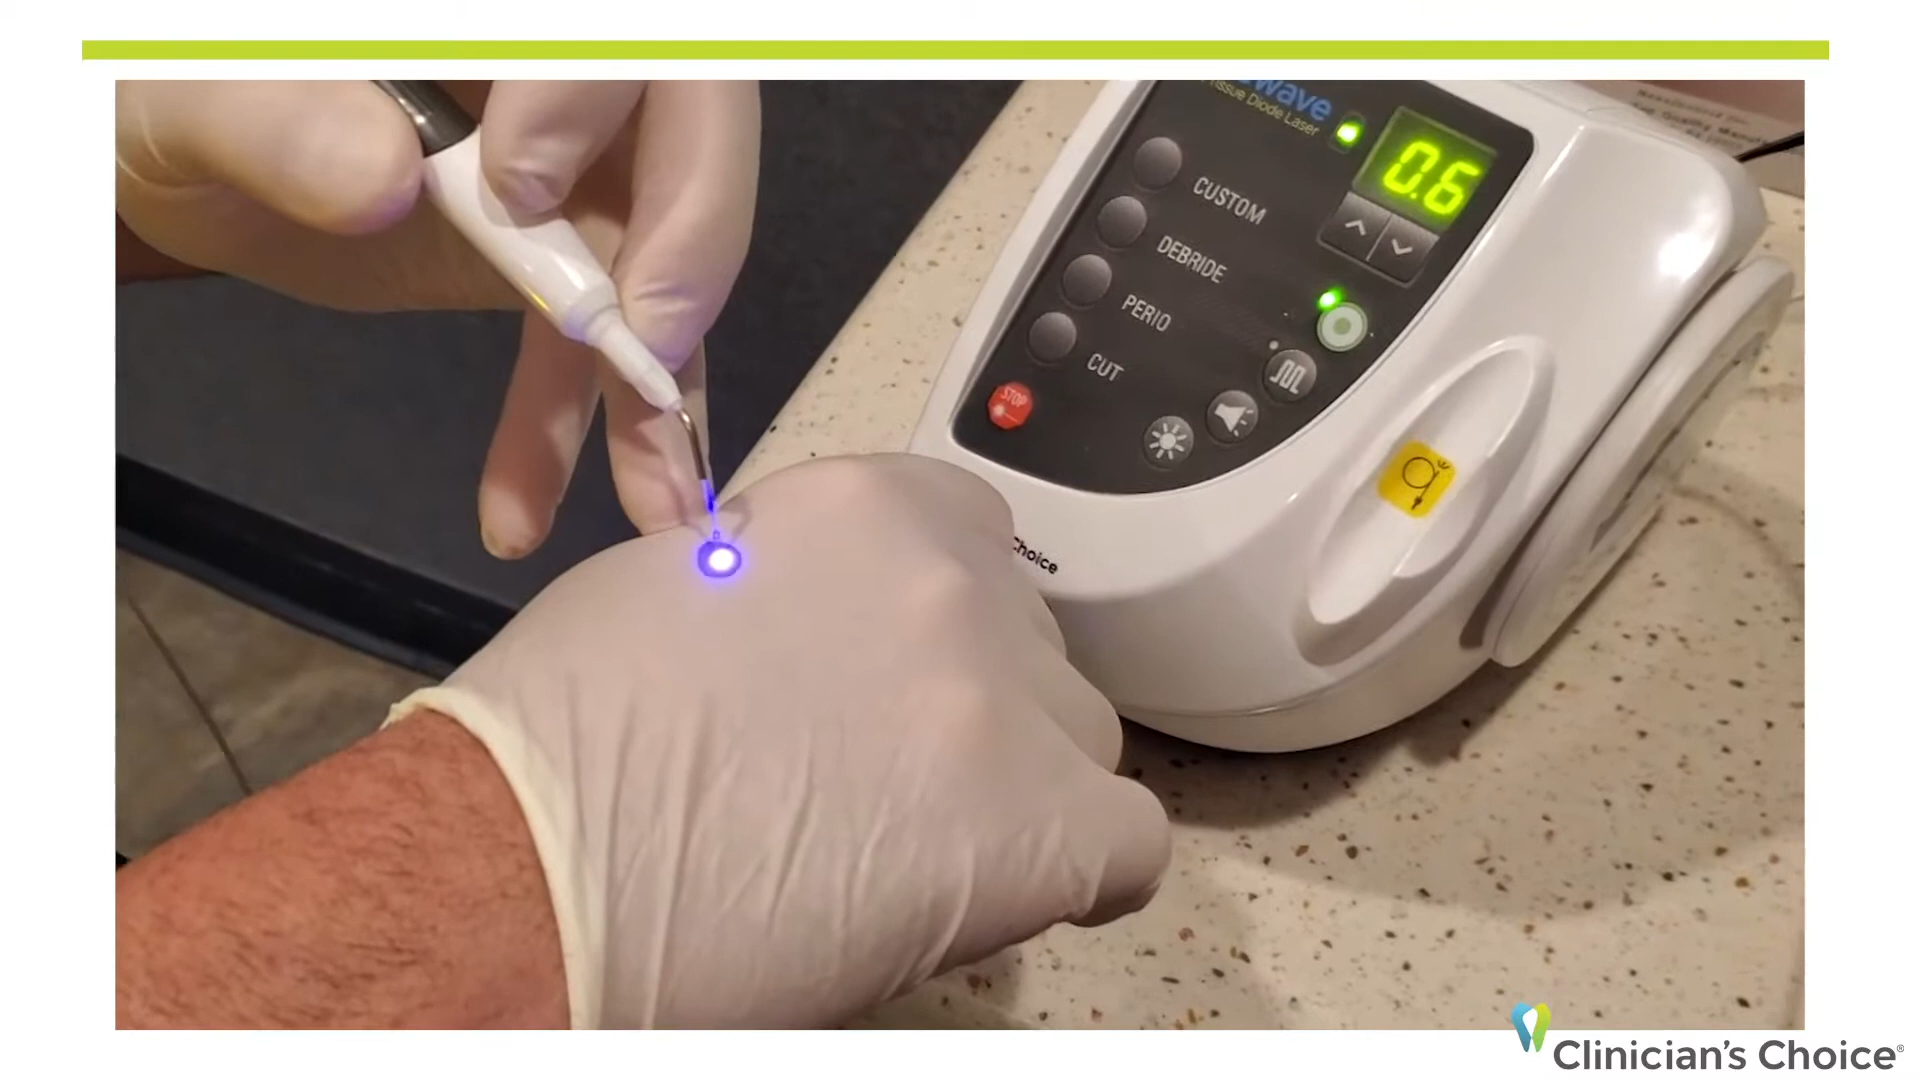 wave
Tissue Diode Laser
0.6
CUSTOM
DEBRIDE
PERIO
CUT
STOP
Choice
Clinician's Choice®